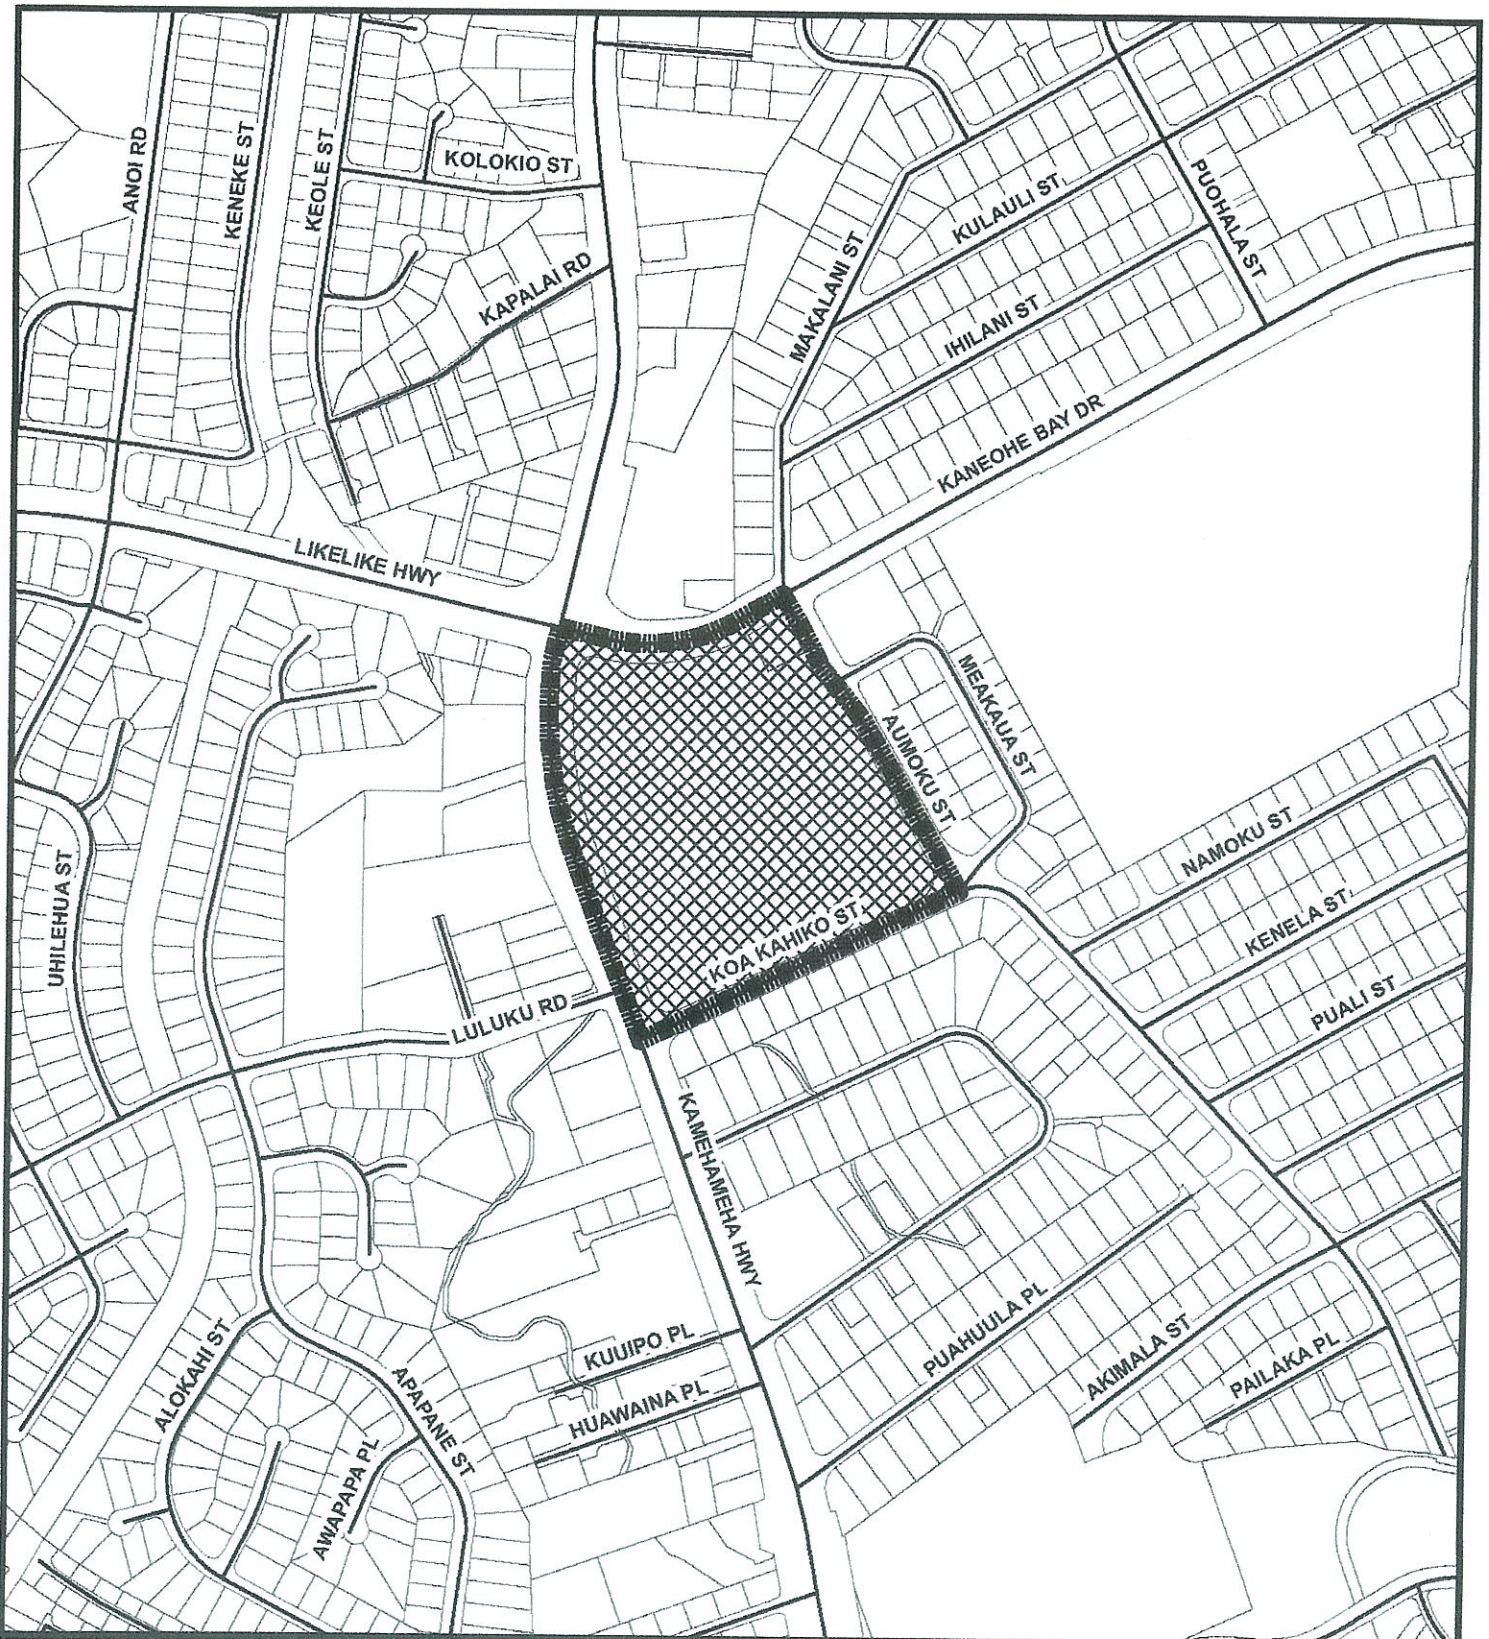 ANOI RD
KENEKE ST
KEOLE ST
KOLOKIO ST
KAPALAI RD
MAKALANI ST
KULAULI ST
PUOHALA ST
IHILANI ST
KANEOHE BAY DR
LIKELIKE HWY
MEAKAUA ST
AUMOKU ST
UHILEHUA ST
NAMOKU ST
KENELA ST
PUALI ST
KOA KAHIKO ST
LULUKU RD
KAMEHAMEHA HWY
ALOKAHI ST
APAPANE ST
AWAPAPA PL
KUUIPO PL
HUAWAINA PL
PUAHUULA PL
AKIMALA ST
PAILAKA PL